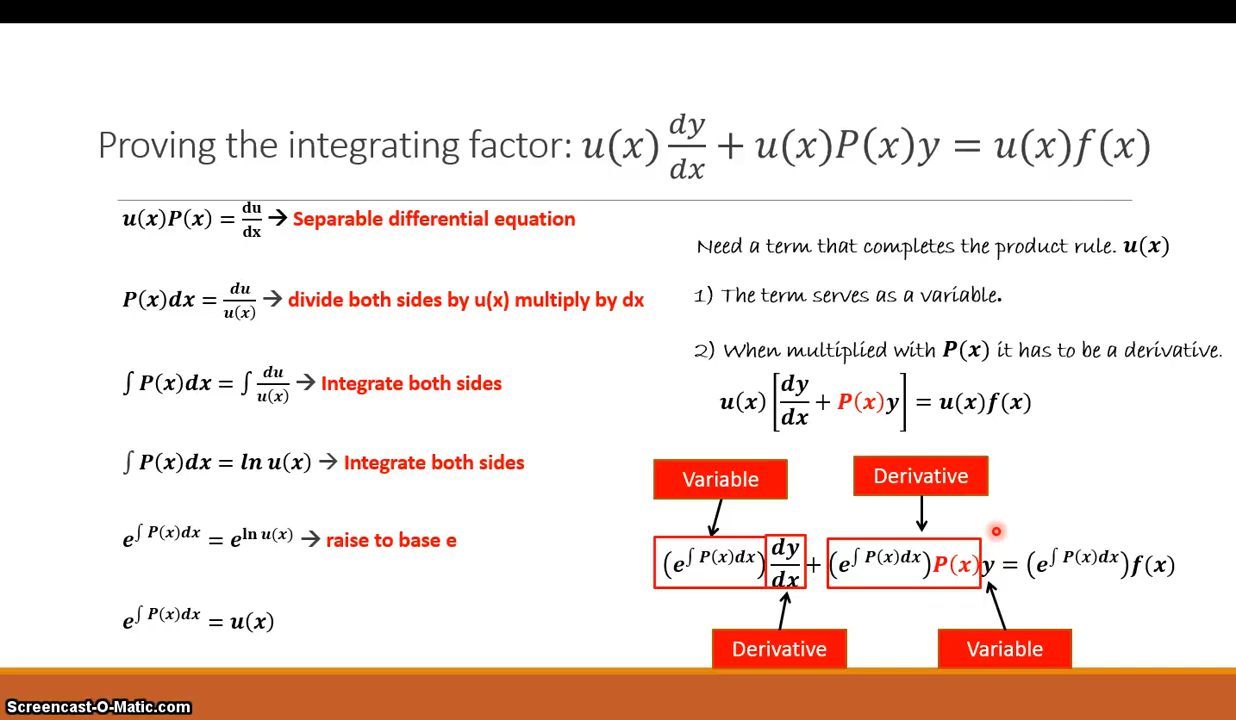 Proving the integrating factor: u(x) dy/dx + u(x)P(x)y = u(x)f(x)
u(x)P(x) = du/dx → Separable differential equation
P(x)dx = du/u(x) → divide both sides by u(x) multiply by dx
∫ P(x)dx = ∫ du/u(x) → Integrate both sides
∫ P(x)dx = ln u(x) → Integrate both sides
e^∫ P(x)dx = e^ln u(x) → raise to base e
e^∫ P(x)dx = u(x)
Need a term that completes the product rule. u(x)
1) The term serves as a variable.
2) When multiplied with P(x) it has to be a derivative.
u(x) [dy/dx + P(x)y] = u(x)f(x)
Variable
Derivative
(e^∫ P(x)dx) dy/dx + (e^∫ P(x)dx)P(x)y = (e^∫ P(x)dx)f(x)
Derivative
Variable
Screencast-O-Matic.com